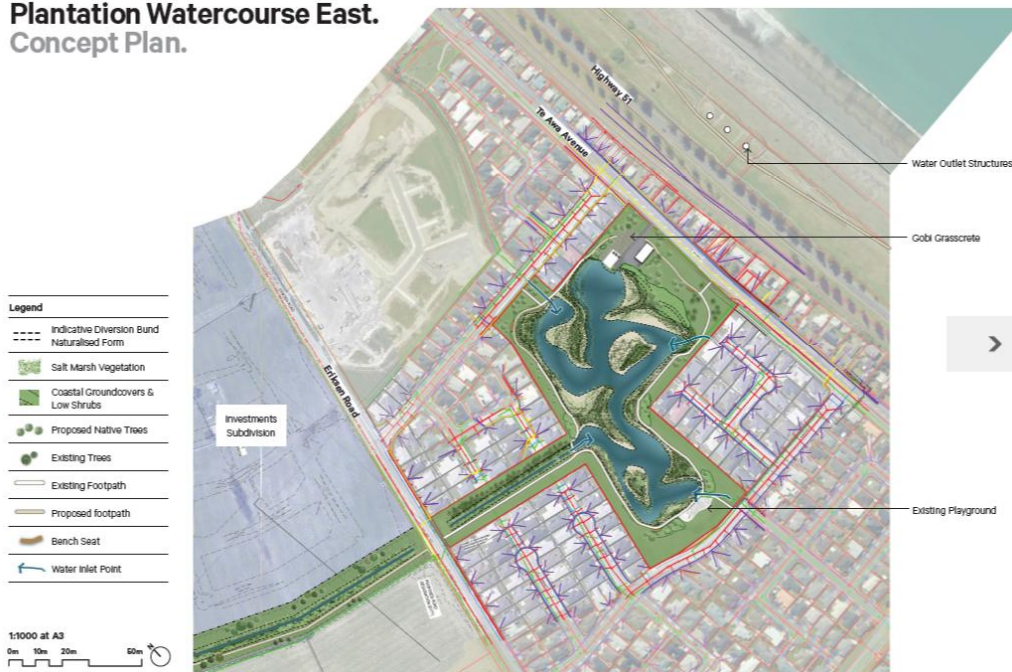 Plantation Watercourse East.
Concept Plan.
Highway 51
Te Awa Avenue
Water Outlet Structures
Gobi Grasscrete
Legend
Indicative Diversion Bund
Naturalised Form
Salt Marsh Vegetation
Coastal Groundcovers &
Low Shrubs
Proposed Native Trees
Existing Trees
Existing Footpath
Proposed footpath
Bench Seat
Water Inlet Point
Eriksen Road
Investments
Subdivision
Existing Playground
1:1000 at A3
0m 10m 20m 50m